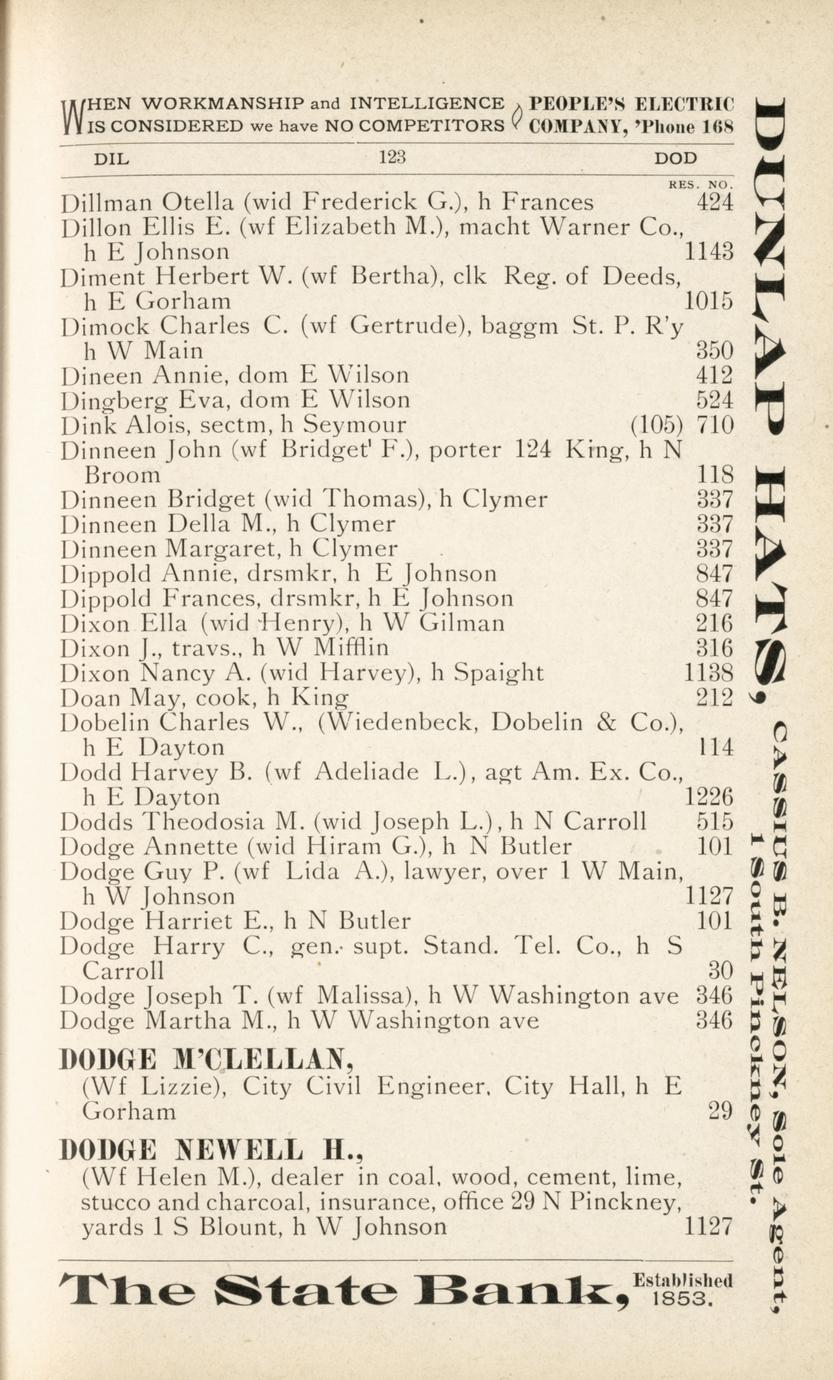 WHEN WORKMANSHIP and INTELLIGENCE PEOPLE'S ELECTRIC
IS CONSIDERED we have NO COMPETITORS COMPANY, 'Phone 168
DIL 123 DOD
RES. NO.
Dillman Otella (wid Frederick G.), h Frances 424
Dillon Ellis E. (wf Elizabeth M.), macht Warner Co.,
h E Johnson 1143
Diment Herbert W. (wf Bertha), clk Reg. of Deeds,
h E Gorham 1015
Dimock Charles C. (wf Gertrude), baggm St. P. R'y
h W Main 350
Dineen Annie, dom E Wilson 412
Dingberg Eva, dom E Wilson 524
Dink Alois, sectm, h Seymour (105) 710
Dinneen John (wf Bridget' F.), porter 124 King, h N
Broom 118
Dinneen Bridget (wid Thomas), h Clymer 337
Dinneen Della M., h Clymer 337
Dinneen Margaret, h Clymer 337
Dippold Annie, drsmkr, h E Johnson 847
Dippold Frances, drsmkr, h E Johnson 847
Dixon Ella (wid Henry), h W Gilman 216
Dixon J., travs., h W Mifflin 316
Dixon Nancy A. (wid Harvey), h Spaight 1138
Doan May, cook, h King 212
Dobelin Charles W., (Wiedenbeck, Dobelin & Co.),
h E Dayton 114
Dodd Harvey B. (wf Adeliade L.), agt Am. Ex. Co.,
h E Dayton 1226
Dodds Theodosia M. (wid Joseph L.), h N Carroll 515
Dodge Annette (wid Hiram G.), h N Butler 101
Dodge Guy P. (wf Lida A.), lawyer, over 1 W Main,
h W Johnson 1127
Dodge Harriet E., h N Butler 101
Dodge Harry C., gen. supt. Stand. Tel. Co., h S
Carroll 30
Dodge Joseph T. (wf Malissa), h W Washington ave 346
Dodge Martha M., h W Washington ave 346
DODGE M'CLELLAN,
(Wf Lizzie), City Civil Engineer, City Hall, h E
Gorham 29
DODGE NEWELL H.,
(Wf Helen M.), dealer in coal, wood, cement, lime,
stucco and charcoal, insurance, office 29 N Pinckney,
yards 1 S Blount, h W Johnson 1127
The State Bank, Established
1853.
DUNLAP HATS,
CASSIUS B. NELSON, Sole Agent,
1 South Pinckney St.